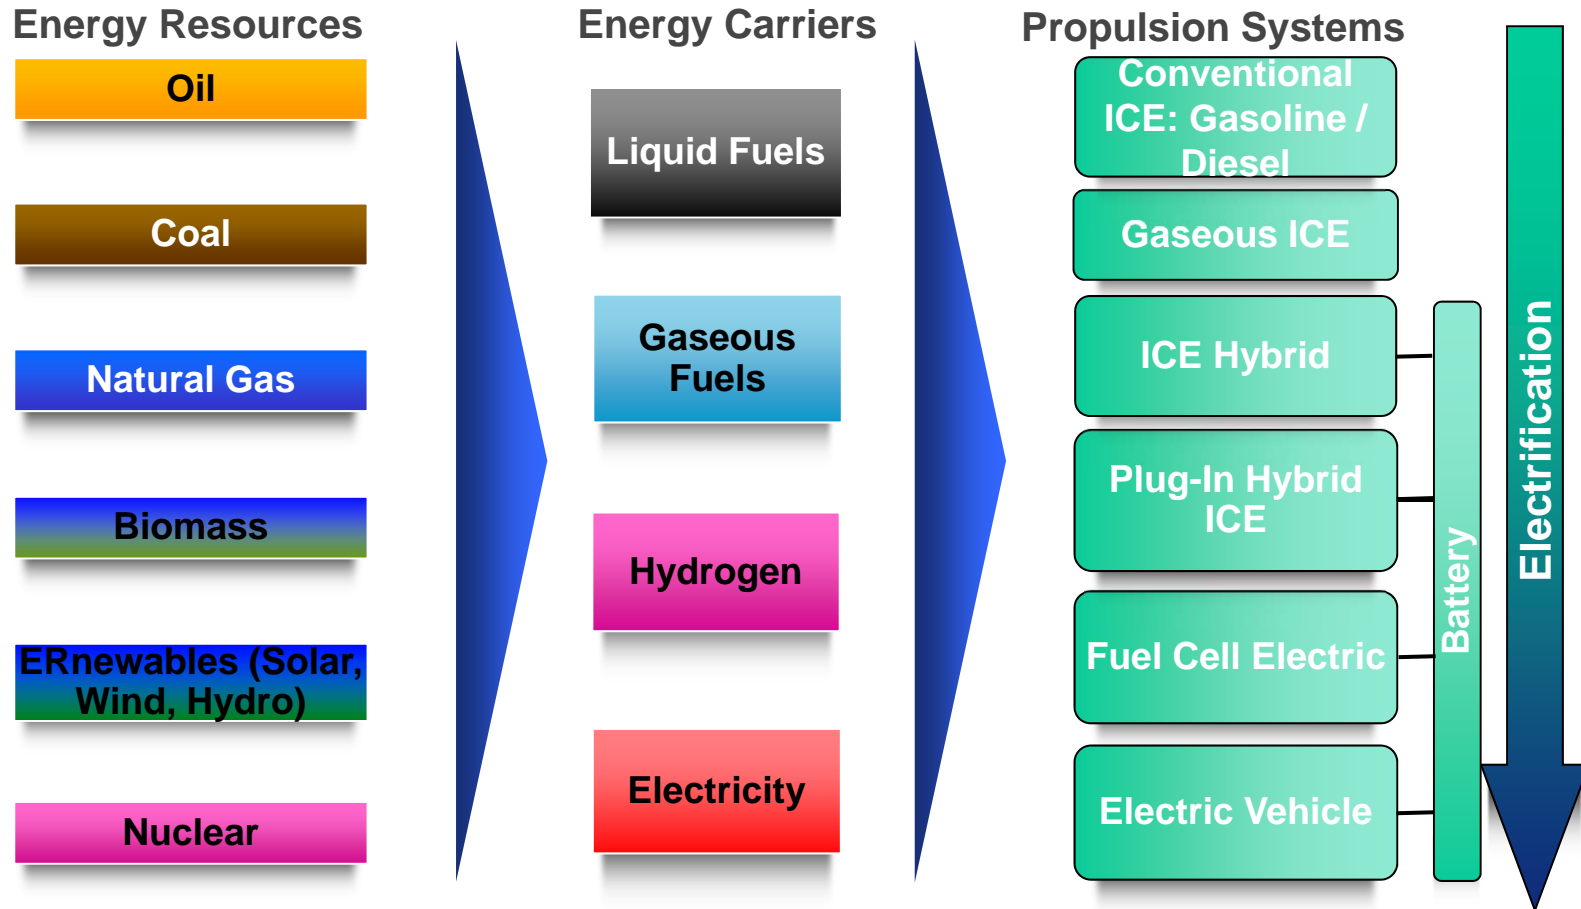 Energy Resources
Oil
Coal
Natural Gas
Biomass
ERnewables (Solar,
Wind, Hydro)
Nuclear
Energy Carriers
Liquid Fuels
Gaseous
Fuels
Hydrogen
Electricity
Propulsion Systems
Conventional
ICE: Gasoline /
Diesel
Gaseous ICE
ICE Hybrid
Plug-In Hybrid
ICE
Fuel Cell Electric
Electric Vehicle
Battery
Electrification